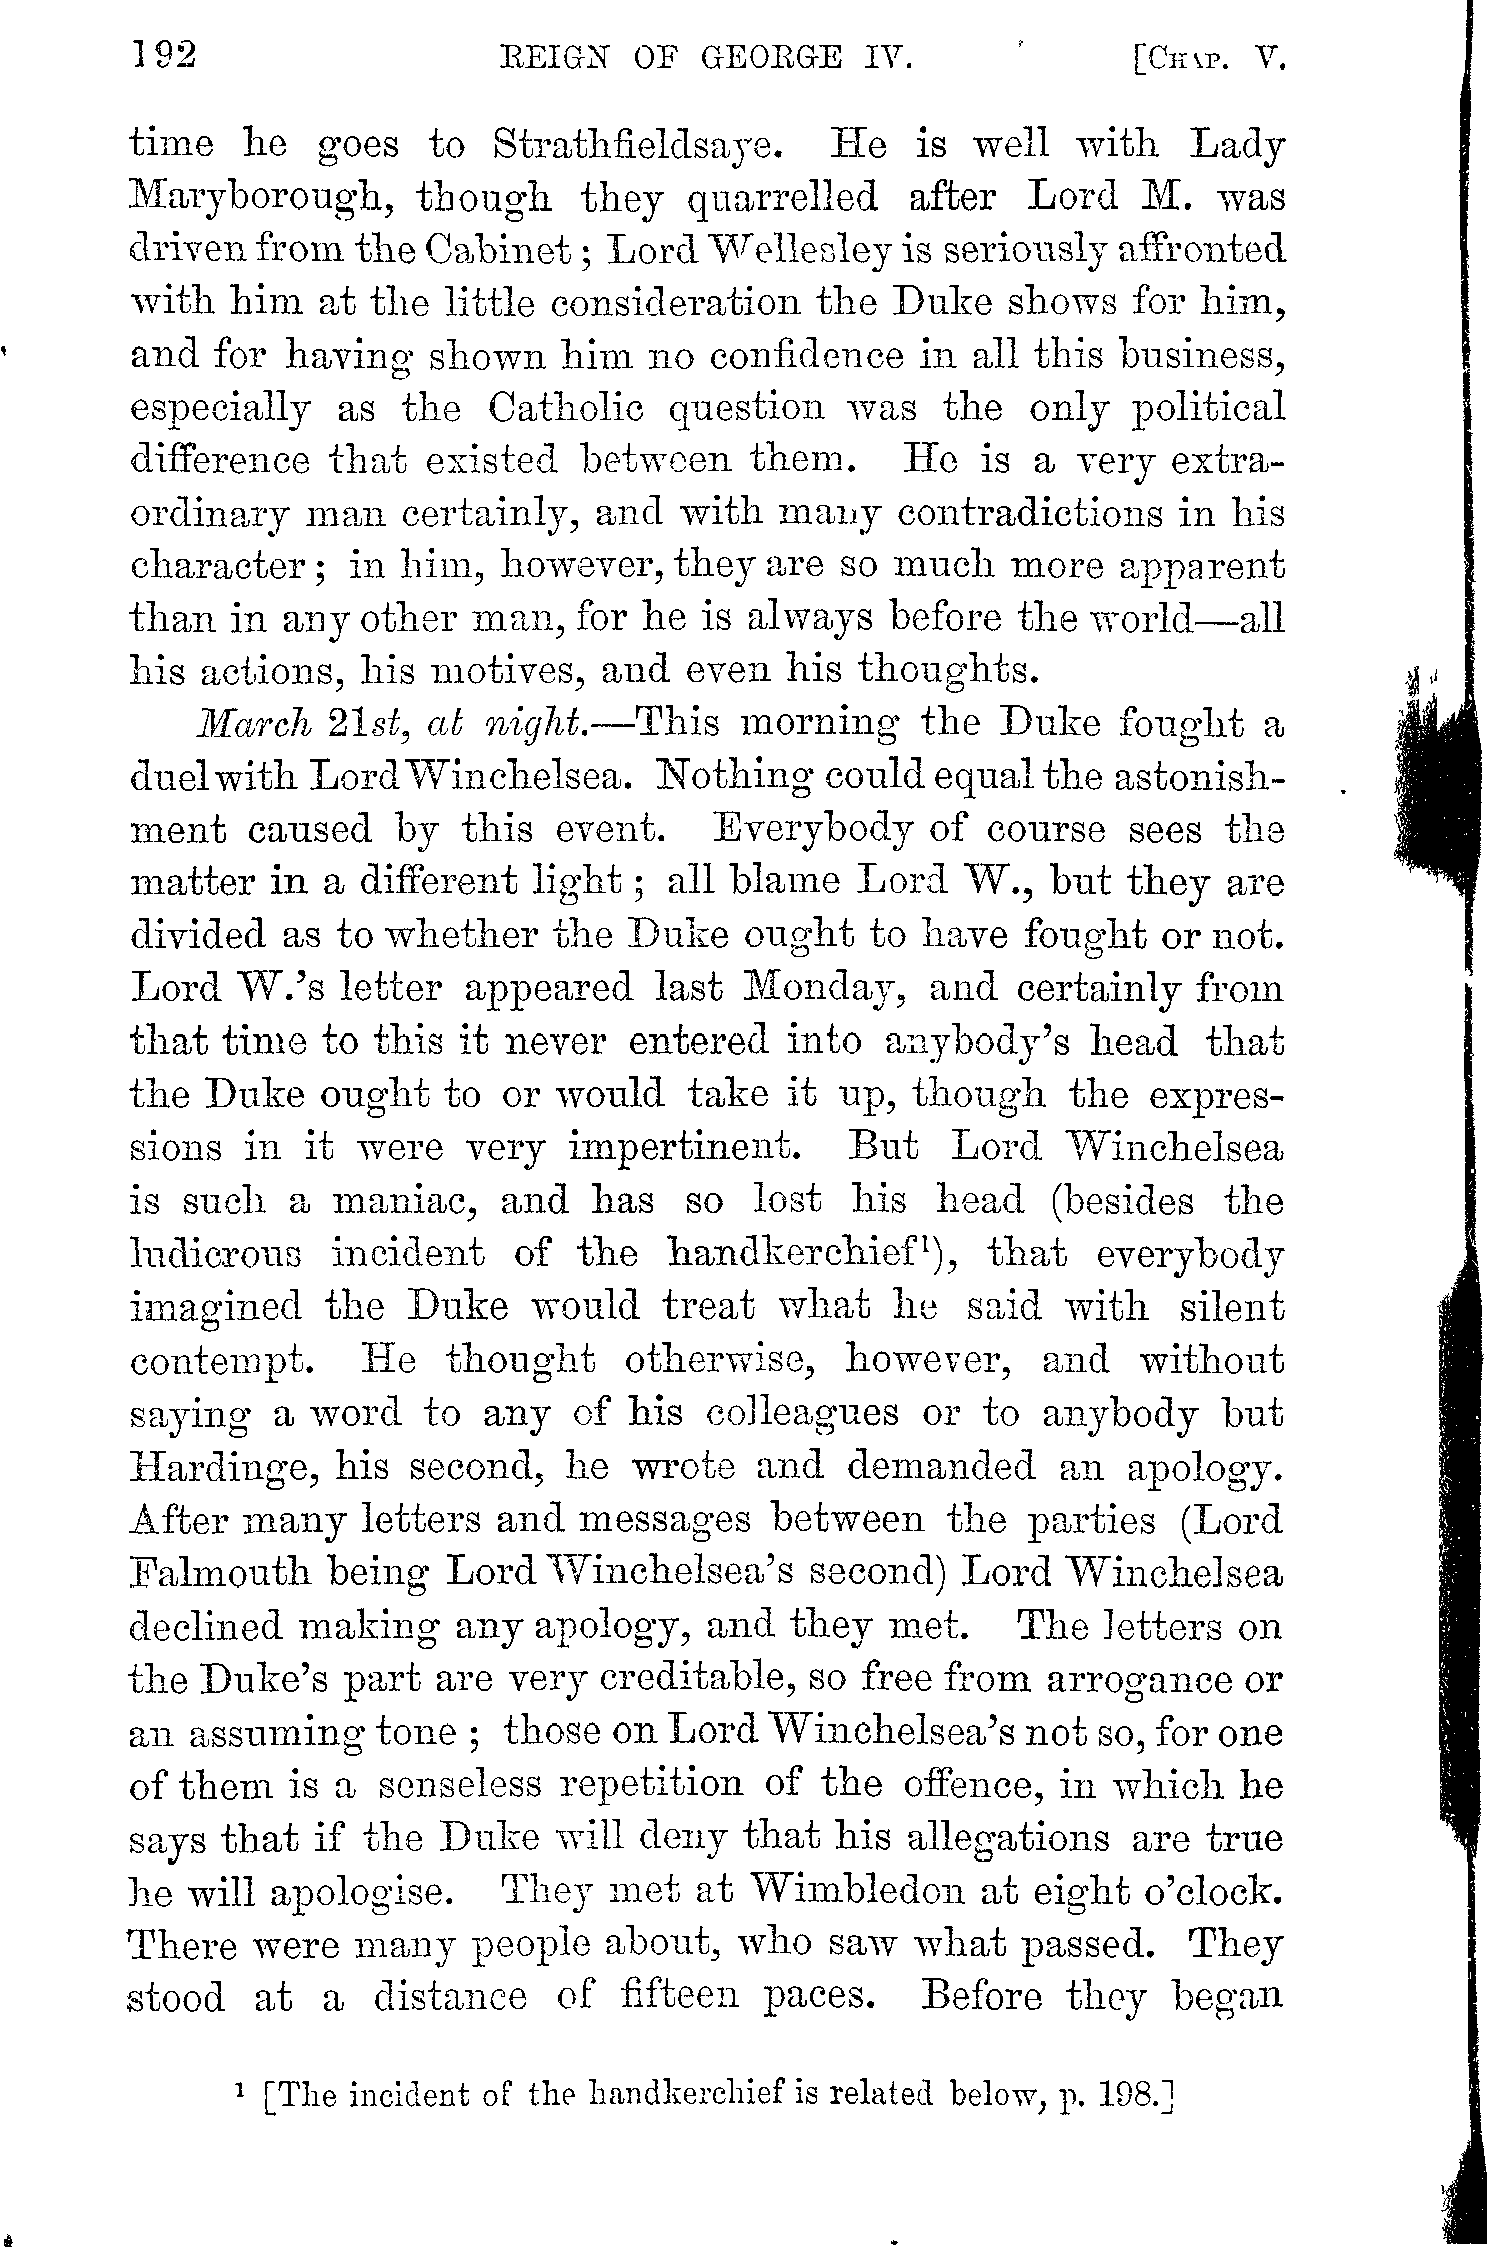 192 REIGN OF GEORGE IV. [CHAP. V.
time he goes to Strathfieldsaye. He is well with Lady
Maryborough, though they quarrelled after Lord M. was
driven from the Cabinet; Lord Wellesley is seriously affronted
with him at the little consideration the Duke shows for him,
and for having shown him no confidence in all this business,
especially as the Catholic question was the only political
difference that existed between them. He is a very extra-
ordinary man certainly, and with many contradictions in his
character; in him, however, they are so much more apparent
than in any other man, for he is always before the world—all
his actions, his motives, and even his thoughts.
March 21st, at night.—This morning the Duke fought a
duel with Lord Winchelsea. Nothing could equal the astonish-
ment caused by this event. Everybody of course sees the
matter in a different light; all blame Lord W., but they are
divided as to whether the Duke ought to have fought or not.
Lord W.'s letter appeared last Monday, and certainly from
that time to this it never entered into anybody's head that
the Duke ought to or would take it up, though the expres-
sions in it were very impertinent. But Lord Winchelsea
is such a maniac, and has so lost his head (besides the
ludicrous incident of the handkerchief¹), that everybody
imagined the Duke would treat what he said with silent
contempt. He thought otherwise, however, and without
saying a word to any of his colleagues or to anybody but
Hardinge, his second, he wrote and demanded an apology.
After many letters and messages between the parties (Lord
Falmouth being Lord Winchelsea's second) Lord Winchelsea
declined making any apology, and they met. The letters on
the Duke's part are very creditable, so free from arrogance or
an assuming tone; those on Lord Winchelsea's not so, for one
of them is a senseless repetition of the offence, in which he
says that if the Duke will deny that his allegations are true
he will apologise. They met at Wimbledon at eight o'clock.
There were many people about, who saw what passed. They
stood at a distance of fifteen paces. Before they began
¹ [The incident of the handkerchief is related below, p. 198.]